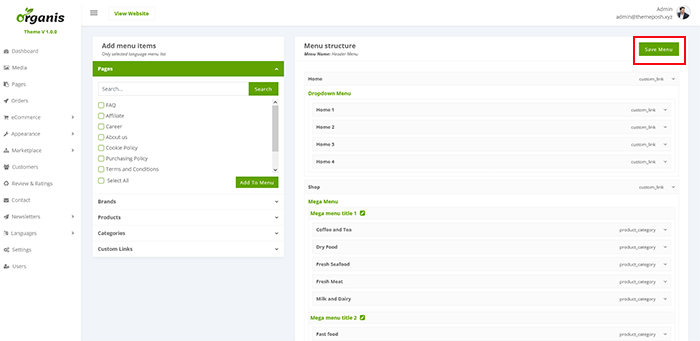 Organis
Theme V 1.0.0
Dashboard
Media
Pages
Orders
eCommerce
Appearance
Marketplace
Customers
Review & Ratings
Contact
Newsletters
Languages
Settings
Users
View Website
Admin
admin@themeposh.xyz
Add menu items
Only selected language menu list
Pages
Search...
Search
FAQ
Affiliate
Career
About us
Cookie Policy
Purchasing Policy
Terms and Conditions
Select All
Add To Menu
Brands
Products
Categories
Custom Links
Menu structure
Menu Name: Header Menu
Save Menu
Home custom_link
Dropdown Menu
Home 1 custom_link
Home 2 custom_link
Home 3 custom_link
Home 4 custom_link
Shop custom_link
Mega Menu
Mega menu title 1
Coffee and Tea product_category
Dry Food product_category
Fresh Seafood product_category
Fresh Meat product_category
Milk and Dairy product_category
Mega menu title 2
Fast food product_category